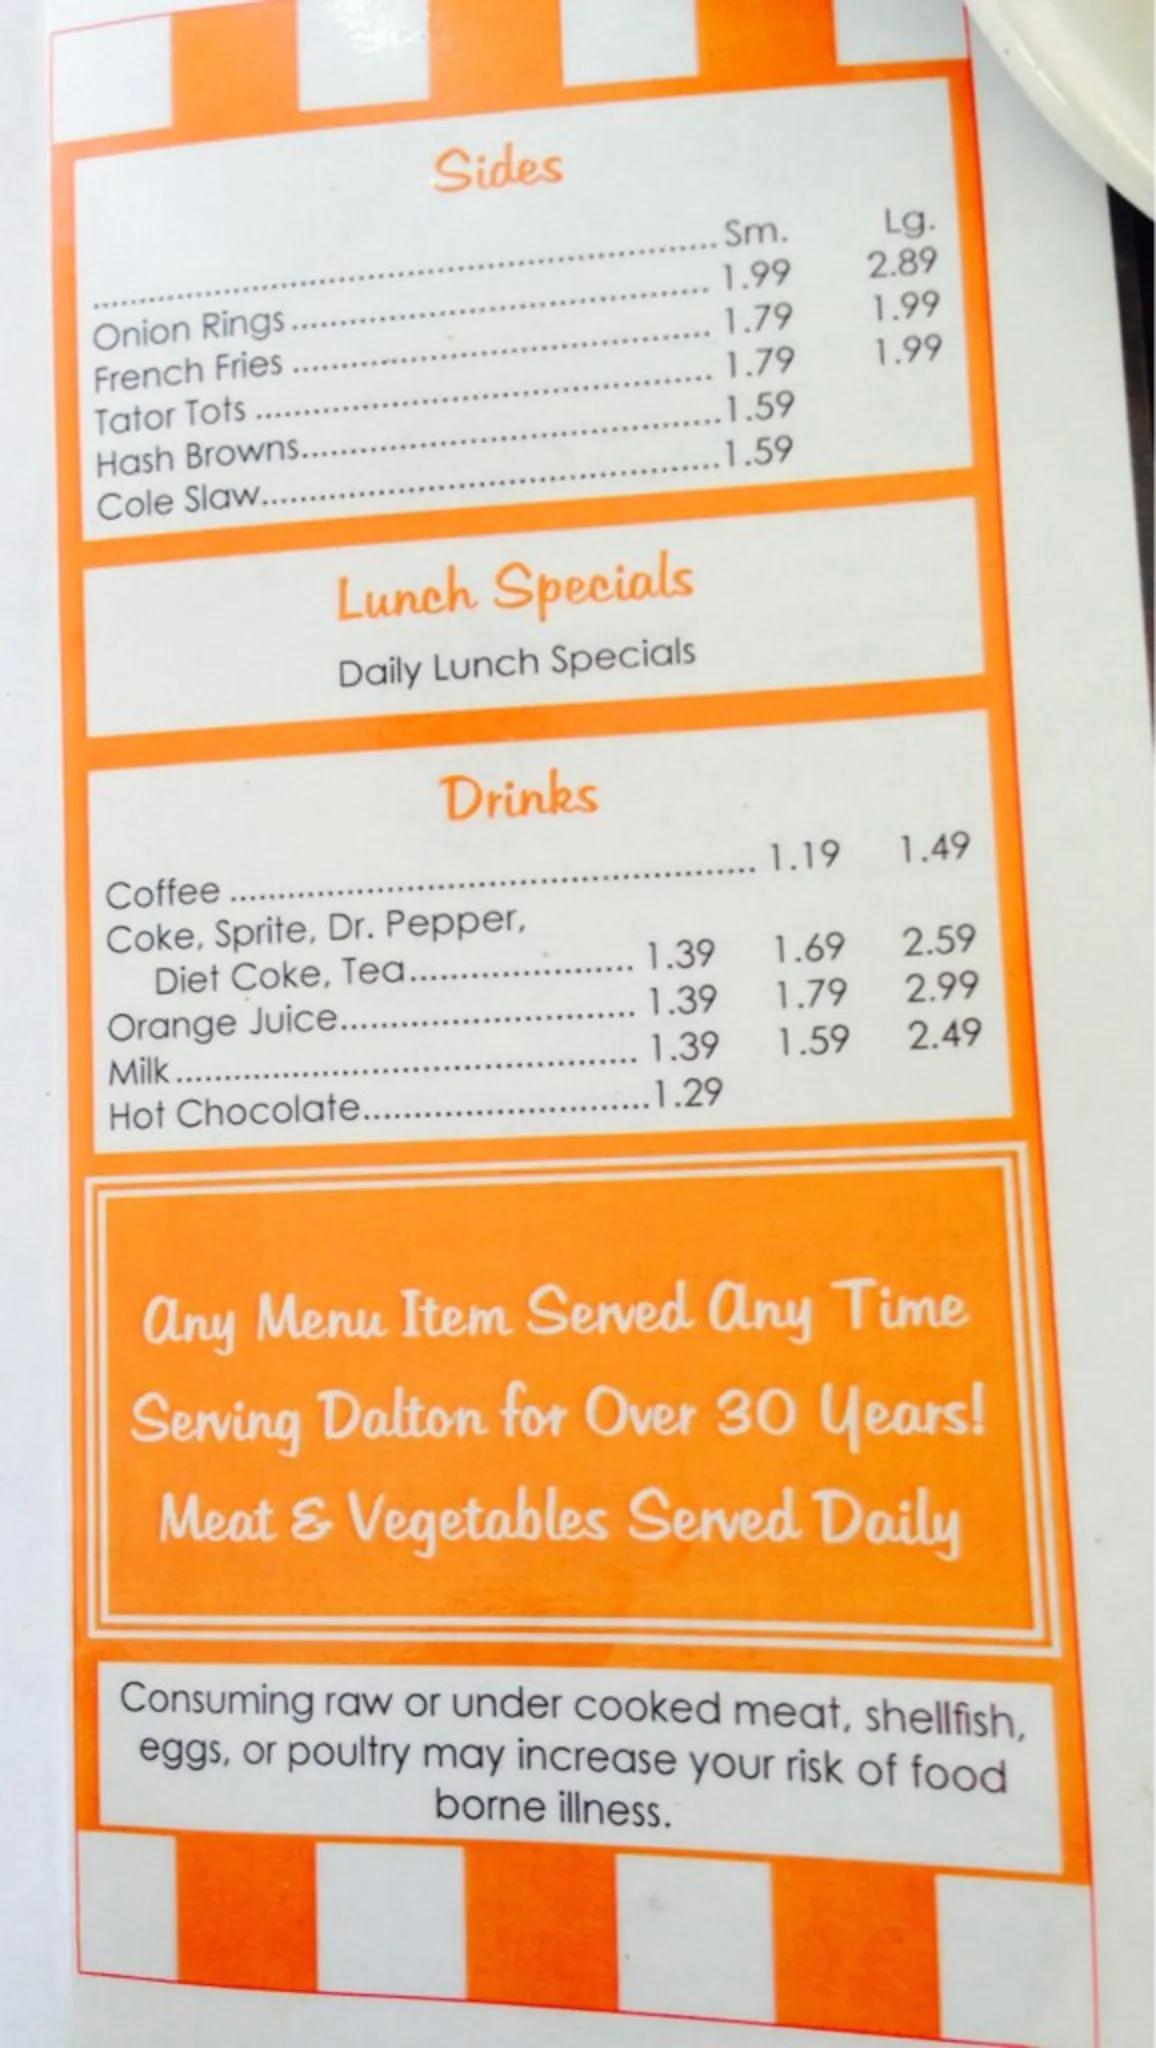 Sides
........................................ Sm. Lg.
Onion Rings ........................................ 1.99 2.89
French Fries ........................................ 1.79 1.99
Tator Tots ........................................ 1.79 1.99
Hash Browns........................................1.59
Cole Slaw........................................1.59
Lunch Specials
Daily Lunch Specials
Drinks
Coffee ........................................ 1.19 1.49
Coke, Sprite, Dr. Pepper,
Diet Coke, Tea........................ 1.39 1.69 2.59
Orange Juice.............................. 1.39 1.79 2.99
Milk........................................ 1.39 1.59 2.49
Hot Chocolate.............................1.29
Any Menu Item Served Any Time
Serving Dalton for Over 30 Years!
Meat & Vegetables Served Daily
Consuming raw or under cooked meat, shellfish,
eggs, or poultry may increase your risk of food
borne illness.